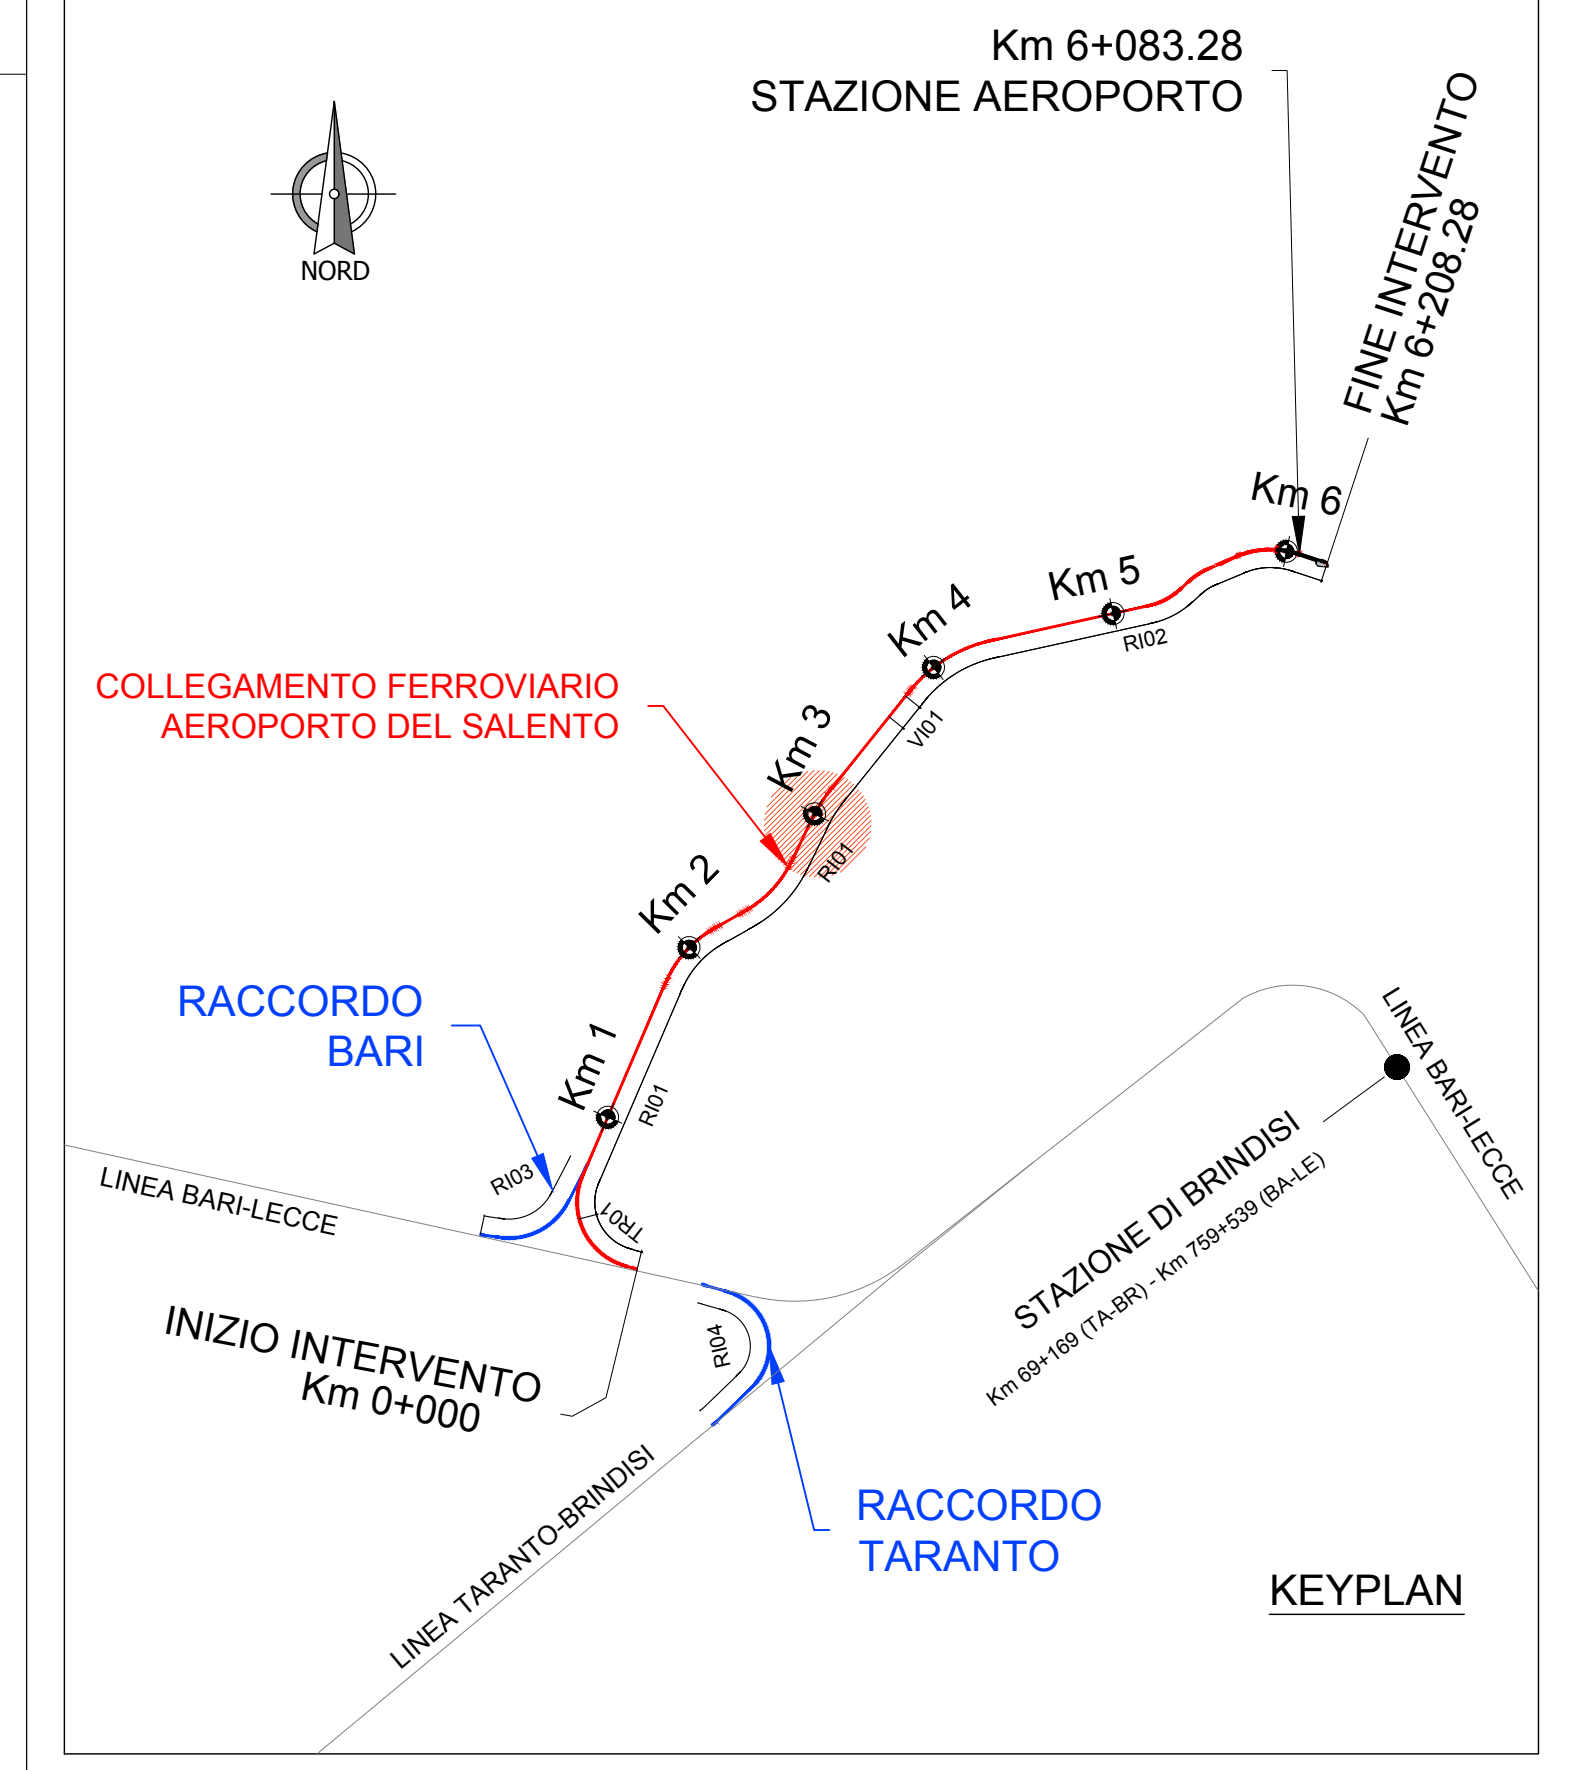 Km 6+083.28
STAZIONE AEROPORTO
FINE INTERVENTO
Km 6+208.28
NORD
Km 6
Km 5
RI02
Km 4
VI01
COLLEGAMENTO FERROVIARIO
AEROPORTO DEL SALENTO
Km 3
RI01
Km 2
RACCORDO
BARI
Km 1
RI01
LINEA BARI-LECCE
RI03
TR01
LINEA BARI-LECCE
STAZIONE DI BRINDISI
Km 69+169 (TA-BR) - Km 759+539 (BA-LE)
INIZIO INTERVENTO
Km 0+000
RI04
LINEA TARANTO-BRINDISI
RACCORDO
TARANTO
KEYPLAN